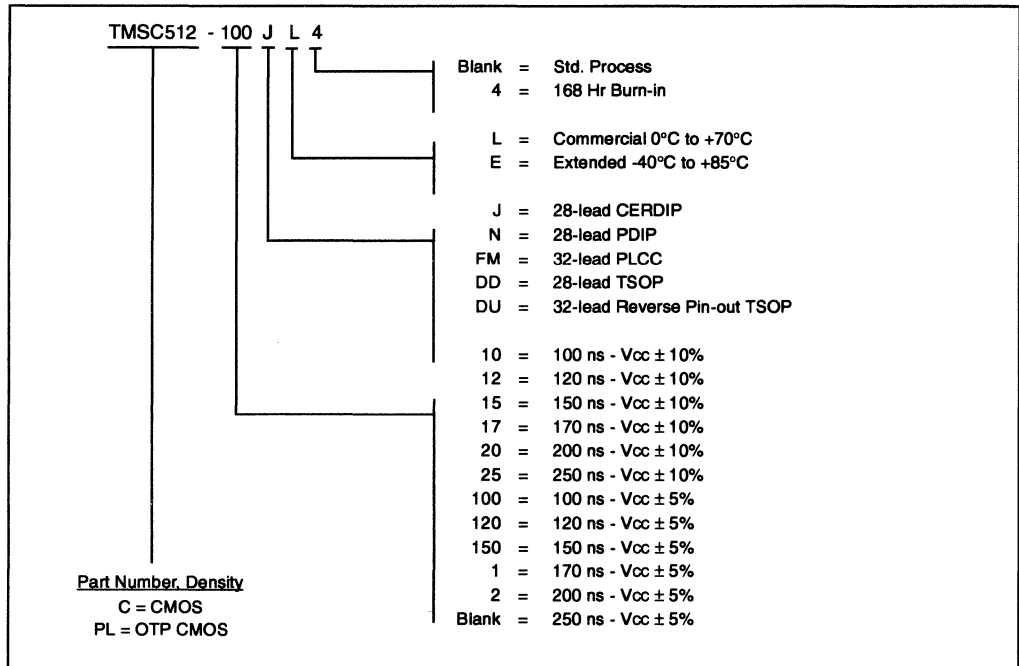 TMSC512 - 100 J L 4
Blank = Std. Process
4 = 168 Hr Burn-in
L = Commercial 0°C to +70°C
E = Extended -40°C to +85°C
J = 28-lead CERDIP
N = 28-lead PDIP
FM = 32-lead PLCC
DD = 28-lead TSOP
DU = 32-lead Reverse Pin-out TSOP
10 = 100 ns - Vcc ± 10%
12 = 120 ns - Vcc ± 10%
15 = 150 ns - Vcc ± 10%
17 = 170 ns - Vcc ± 10%
20 = 200 ns - Vcc ± 10%
25 = 250 ns - Vcc ± 10%
100 = 100 ns - Vcc ± 5%
120 = 120 ns - Vcc ± 5%
150 = 150 ns - Vcc ± 5%
1 = 170 ns - Vcc ± 5%
2 = 200 ns - Vcc ± 5%
Blank = 250 ns - Vcc ± 5%
Part Number, Density
C = CMOS
PL = OTP CMOS